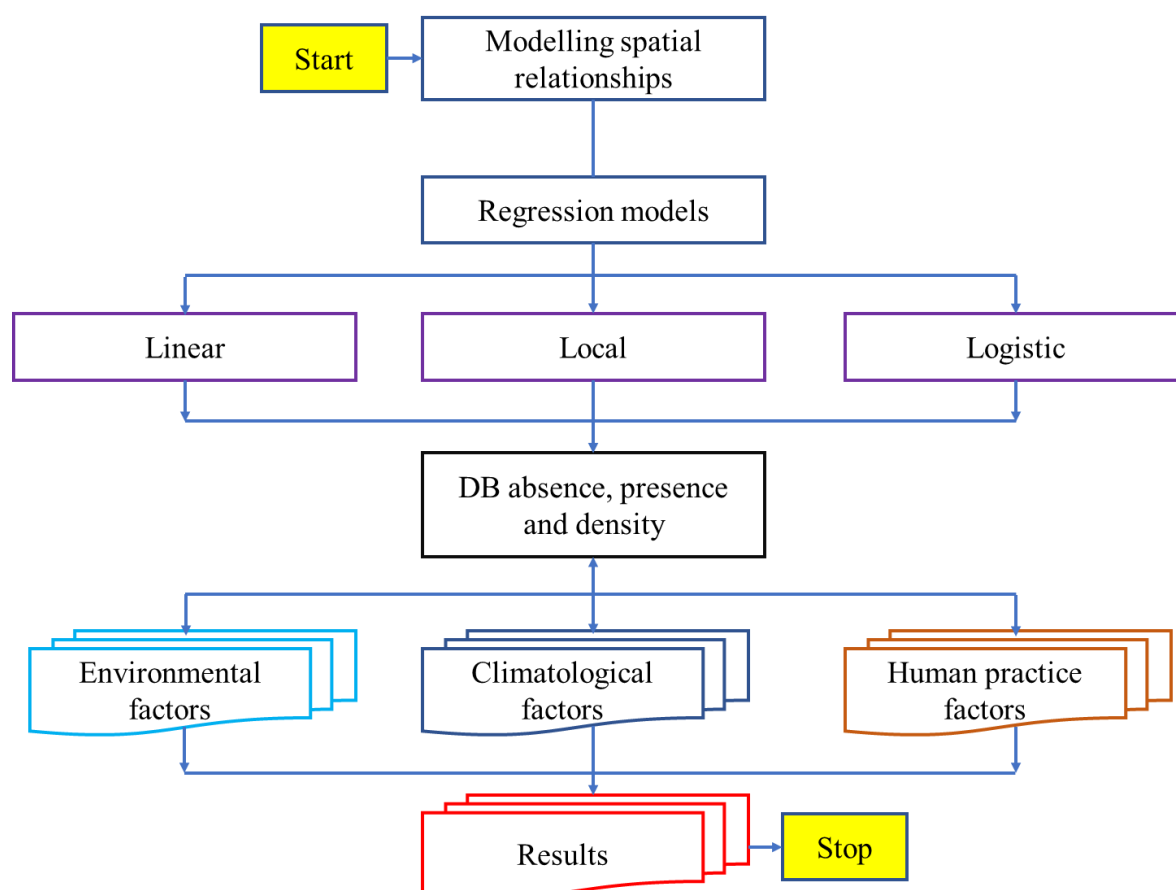 Start
Modelling spatial
relationships
Regression models
Linear
Local
Logistic
DB absence, presence
and density
Environmental
factors
Climatological
factors
Human practice
factors
Results
Stop